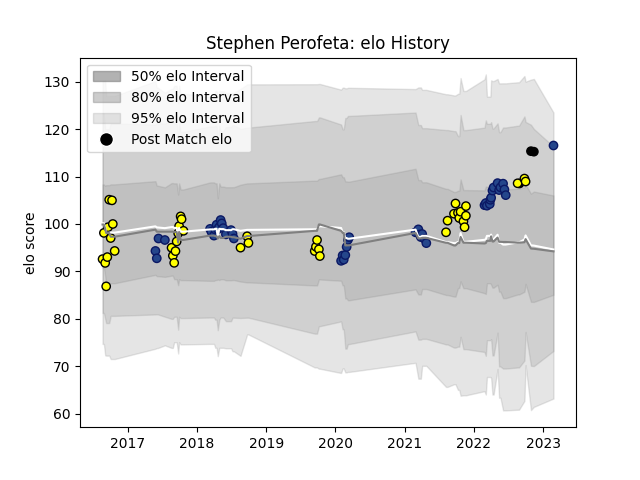 Stephen Perofeta: elo History
50% elo Interval
80% elo Interval
95% elo Interval
Post Match elo
elo score
130
120
110
100
90
80
70
60
2017
2018
2019
2020
2021
2022
2023